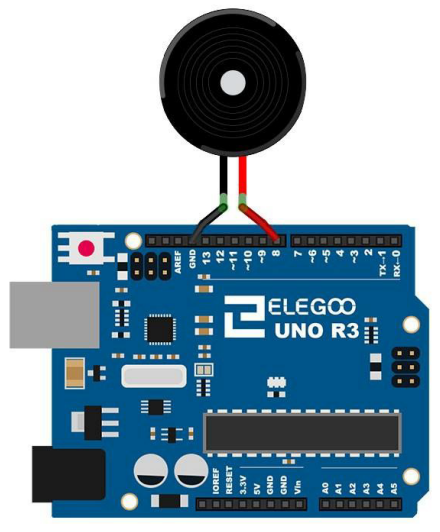 AREF
GND
13
12
~11
~10
~9
8
7
~6
~5
4
~3
2
TX→1
RX←0
ELEGOO
UNO R3
IOREF
RESET
3.3V
5V
GND
GND
Vin
A0
A1
A2
A3
A4
A5